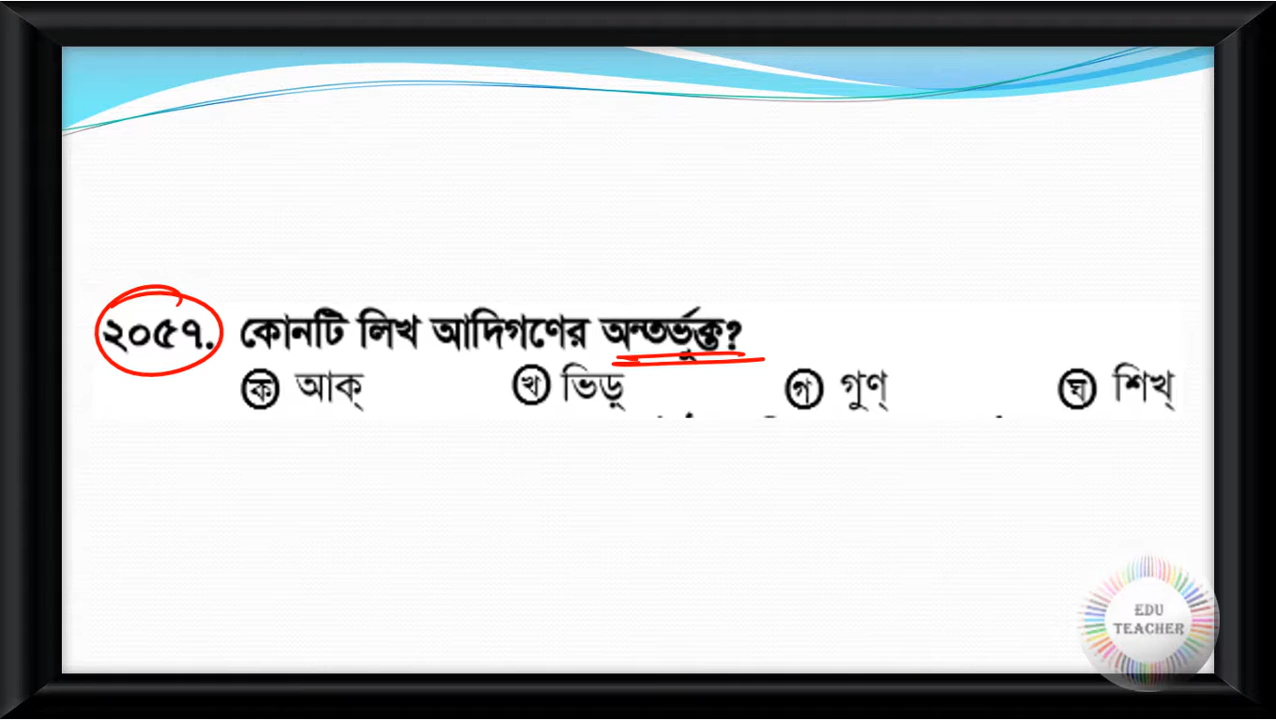 ২০৫৭. কোনটি লিখ আদিগণের অন্তর্ভুক্ত?
ক আক্ খ ভিড়্ গ গুণ্ ঘ শিখ্
EDU
TEACHER